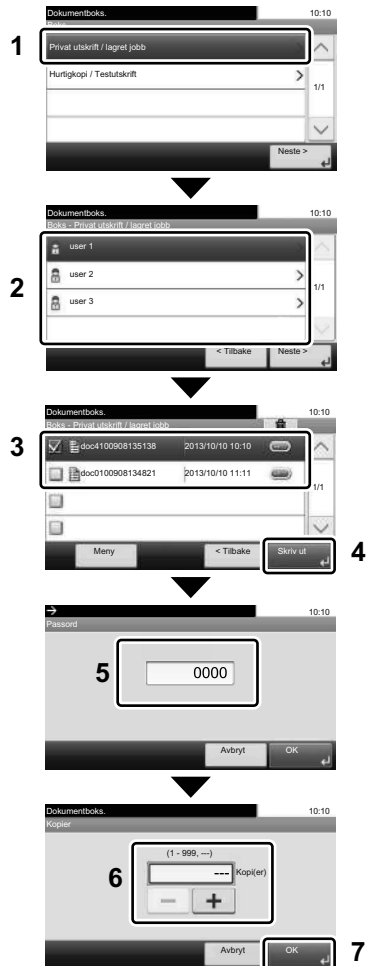 Dokumentboks. 10:10
Boks
1
Privat utskrift / lagret jobb
Hurtigkopi / Testutskrift
1/1
Neste >
Dokumentboks. 10:10
Boks - Privat utskrift / lagret jobb
2
user 1
user 2
user 3
1/1
< Tilbake Neste >
Dokumentboks. 10:10
Boks - Privat utskrift / lagret jobb
3
doc4100908135138 2013/10/10 10:10
doc0100908134821 2013/10/10 11:11
1/1
Meny < Tilbake Skriv ut 4
10:10
Passord
5 0000
Avbryt OK
Dokumentboks. 10:10
Kopier
(1 - 999, ---)
6 --- Kopi(er)
Avbryt OK 7